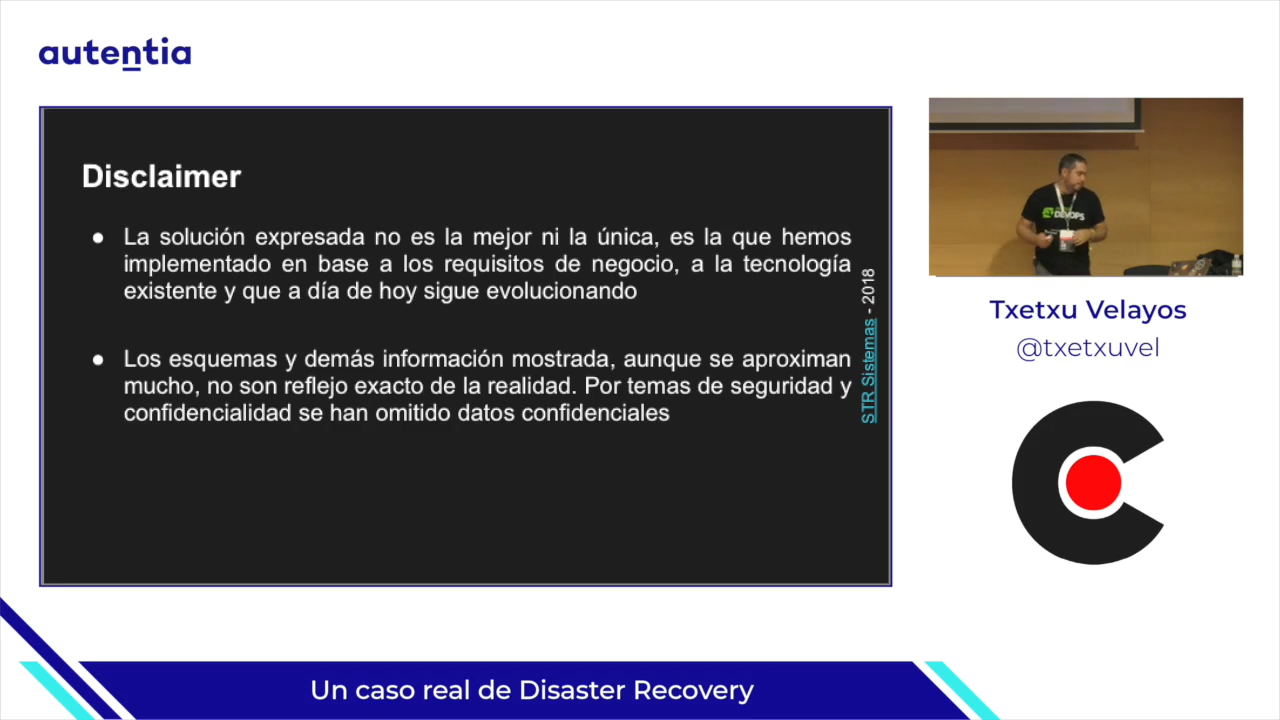 autentia
Disclaimer
● La solución expresada no es la mejor ni la única, es la que hemos
implementado en base a los requisitos de negocio, a la tecnología
existente y que a día de hoy sigue evolucionando
● Los esquemas y demás información mostrada, aunque se aproximan
mucho, no son reflejo exacto de la realidad. Por temas de seguridad y
confidencialidad se han omitido datos confidenciales
STR Sistemas - 2018
DEVOPS
Txetxu Velayos
@txetxuvel
Un caso real de Disaster Recovery